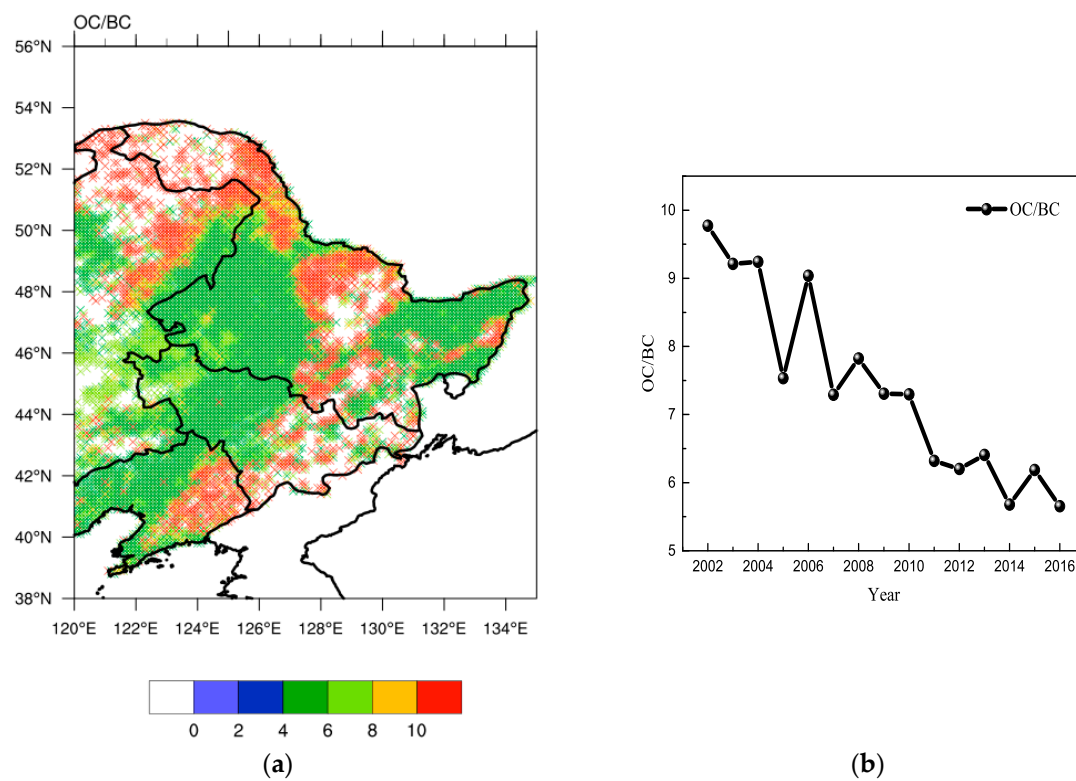 OC/BC
56°N
54°N
52°N
50°N
48°N
46°N
44°N
42°N
40°N
38°N
120°E 122°E 124°E 126°E 128°E 130°E 132°E 134°E
0 2 4 6 8 10
(a)
OC/BC
10
9
8
7
6
5
OC/BC
2002 2004 2006 2008 2010 2012 2014 2016
Year
(b)